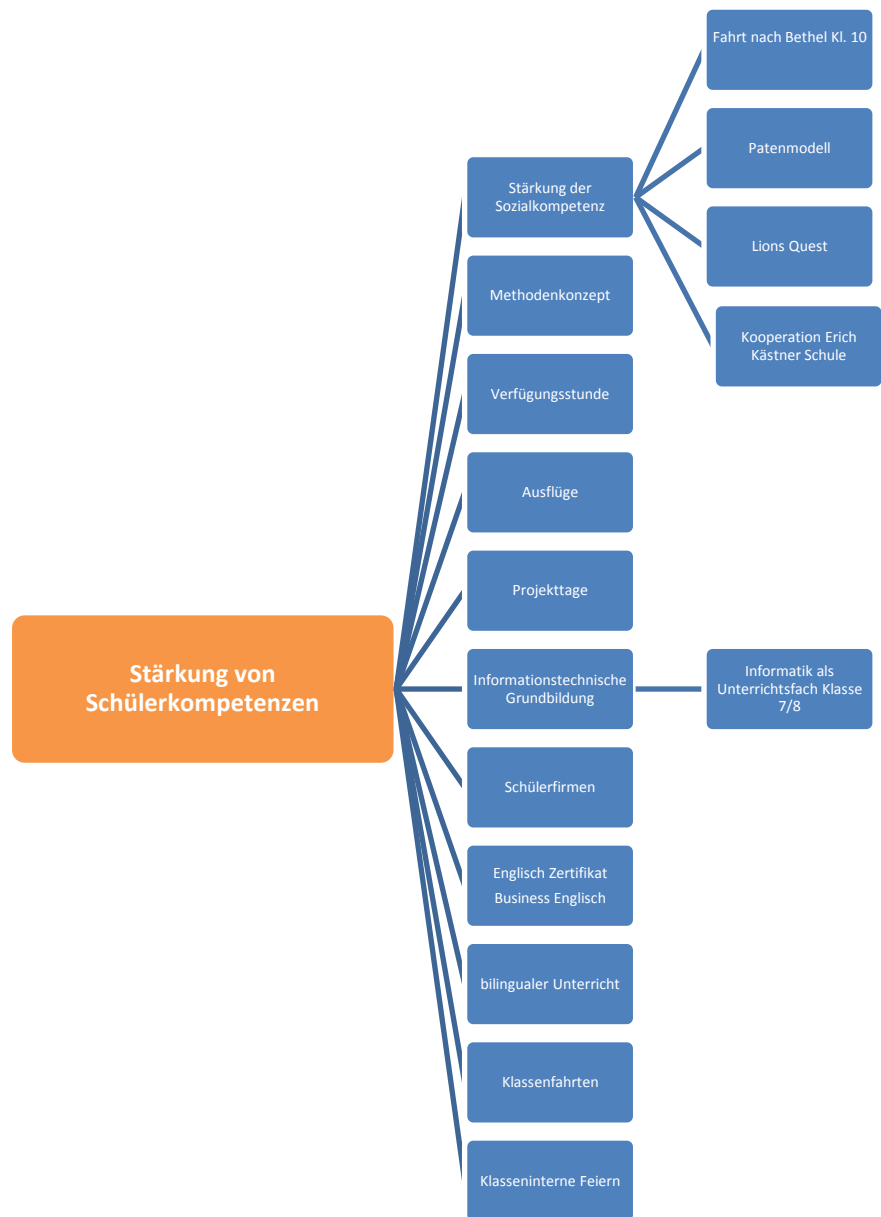 Fahrt nach Bethel Kl. 10
Patenmodell
Stärkung der
Sozialkompetenz
Lions Quest
Methodenkonzept
Kooperation Erich
Kästner Schule
Verfügungsstunde
Ausflüge
Projekttage
Stärkung von
Schülerkompetenzen
Informationstechnische
Grundbildung
Informatik als
Unterrichtsfach Klasse
7/8
Schülerfirmen
Englisch Zertifikat
Business Englisch
bilingualer Unterricht
Klassenfahrten
Klasseninterne Feiern